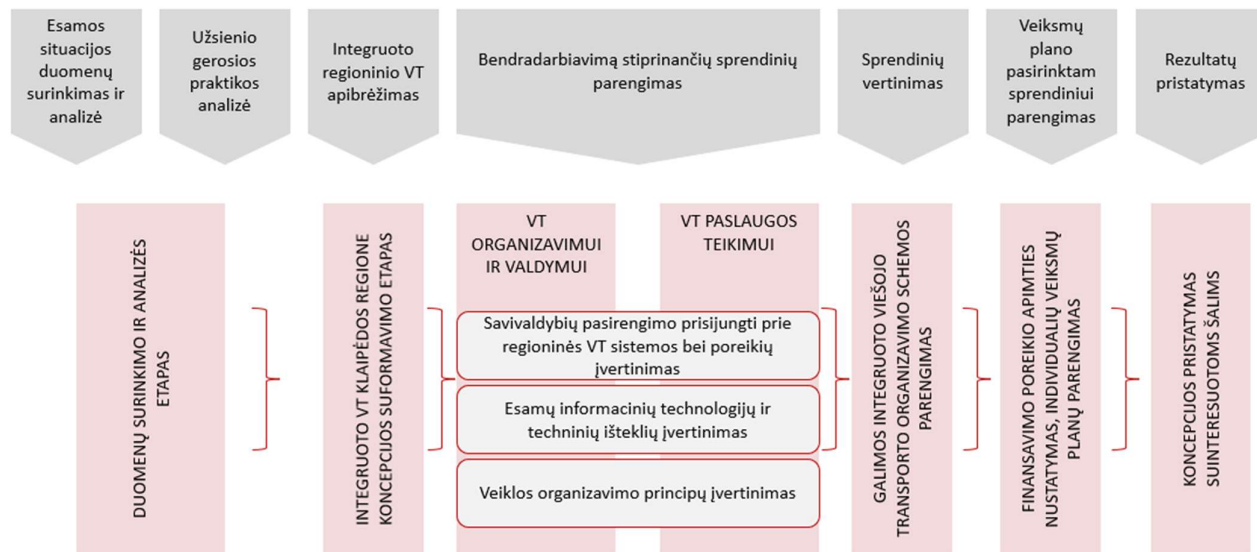 Esamos
situacijos
duomenų
surinkimas ir
analizė
Užsienio
gerosios
praktikos
analizė
Integruoto
regioninio VT
apibrėžimas
Bendradarbiavimą stiprinančių sprendinių
parengimas
Sprendinių
vertinimas
Veiksmų
plano
pasirinktam
sprendiniui
parengimas
Rezultatų
pristatymas
DUOMENŲ SURINKIMO IR ANALIZĖS
ETAPAS
INTEGRUOTO VT KLAIPĖDOS REGIONE
KONCEPCIJOS SUFORMAVIMO ETAPAS
VT
ORGANIZAVIMUI
IR VALDYMUI
VT PASLAUGOS
TEIKIMUI
Savivaldybių pasirengimo prisijungti prie
regioninės VT sistemos bei poreikių
įvertinimas
Esamų informacinių technologijų ir
techninių išteklių įvertinimas
Veiklos organizavimo principų įvertinimas
GALIMOS INTEGRUOTO VIEŠOJO
TRANSPORTO ORGANIZAVIMO SCHEMOS
PARENGIMAS
FINANSAVIMO POREIKIO APIMTIES
NUSTATYMAS, INDIVIDUALIŲ VEIKSMŲ
PLANŲ PARENGIMAS
KONCEPCIJOS PRISTATYMAS
SUINTERESUOTOMS ŠALIMS